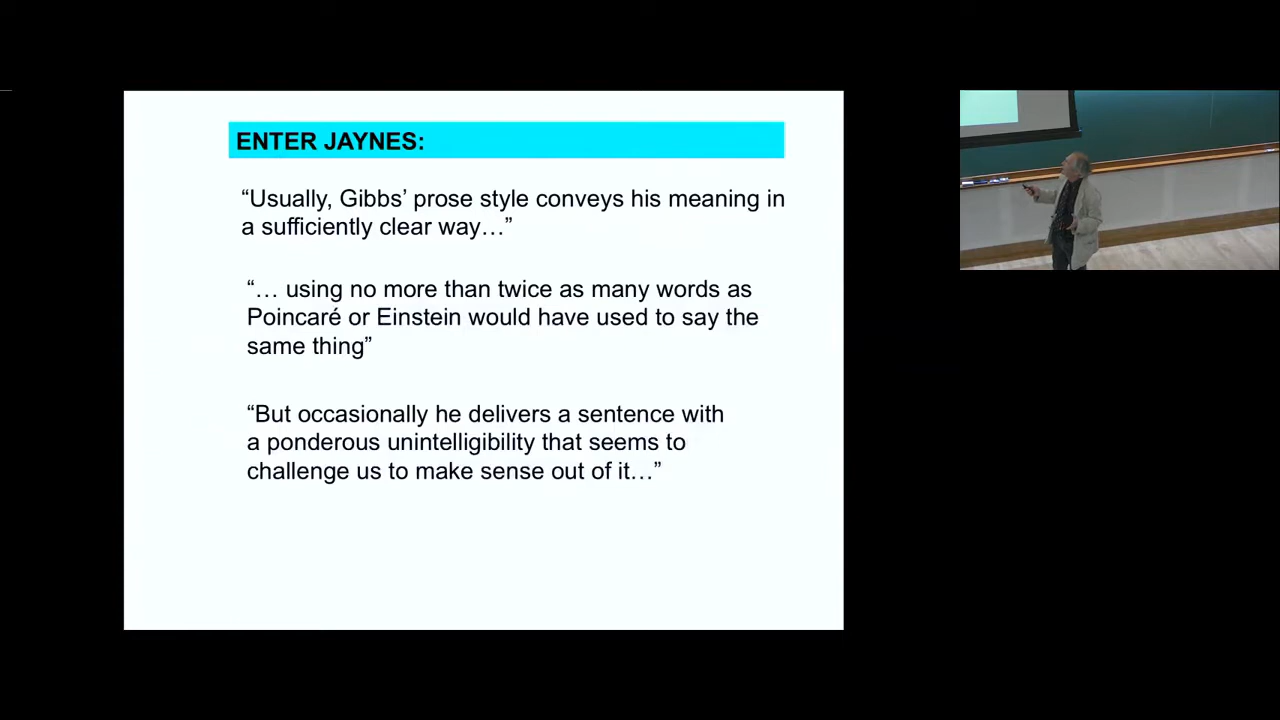 ENTER JAYNES:
“Usually, Gibbs’ prose style conveys his meaning in
a sufficiently clear way…”
“… using no more than twice as many words as
Poincaré or Einstein would have used to say the
same thing”
“But occasionally he delivers a sentence with
a ponderous unintelligibility that seems to
challenge us to make sense out of it…”